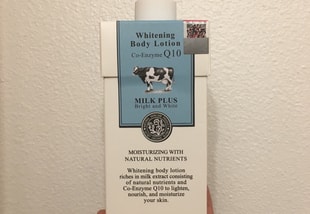 Whitening
Body Lotion
Co-Enzyme Q10
MILK PLUS
Bright and White
MOISTURIZING WITH
NATURAL NUTRIENTS
Whitening body lotion
riches in milk extract consisting
of natural nutrients and
Co-Enzyme Q10 to lighten,
nourish, and moisturize
your skin.